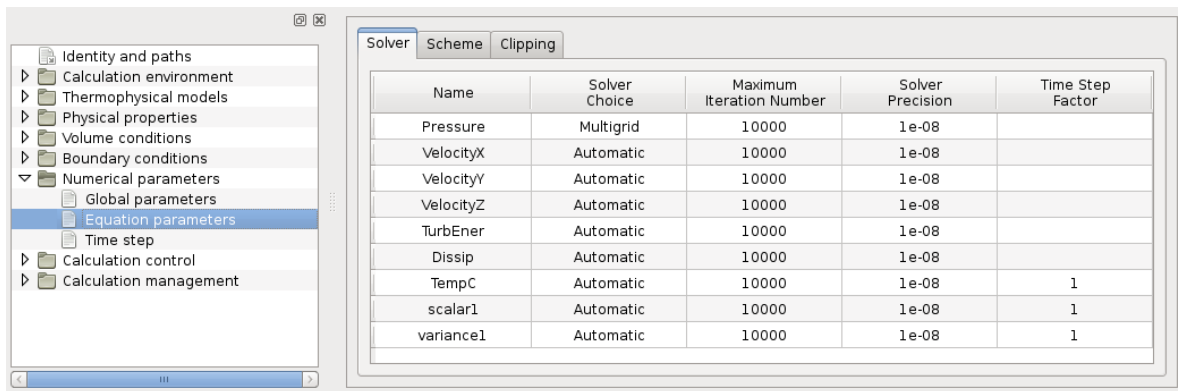 Identity and paths
Calculation environment
Thermophysical models
Physical properties
Volume conditions
Boundary conditions
Numerical parameters
Global parameters
Equation parameters
Time step
Calculation control
Calculation management
Solver Scheme Clipping
Name Solver Choice Maximum Iteration Number Solver Precision Time Step Factor
Pressure Multigrid 10000 1e-08
VelocityX Automatic 10000 1e-08
VelocityY Automatic 10000 1e-08
VelocityZ Automatic 10000 1e-08
TurbEner Automatic 10000 1e-08
Dissip Automatic 10000 1e-08
TempC Automatic 10000 1e-08 1
scalar1 Automatic 10000 1e-08 1
variance1 Automatic 10000 1e-08 1